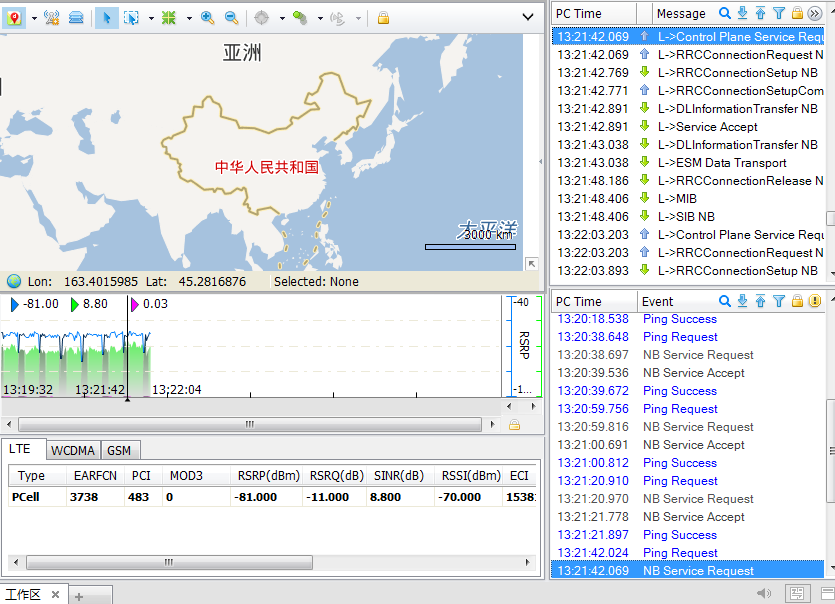 亚洲
中华人民共和国
太平洋
3000 km
Lon: 163.4015985 Lat: 45.2816876 Selected: None
-81.00 8.80 0.03
-40
RSRP
-1...
13:19:32 13:21:42 13:22:04
LTE WCDMA GSM
Type EARFCN PCI MOD3 RSRP(dBm) RSRQ(dB) SINR(dB) RSSI(dBm) ECI
PCell 3738 483 0 -81.000 -11.000 8.800 -70.000 1538
工作区
PC Time Message
13:21:42.069 L->Control Plane Service Requ
13:21:42.069 L->RRCConnectionRequest N
13:21:42.769 L->RRCConnectionSetup NB
13:21:42.771 L->RRCConnectionSetupCom
13:21:42.891 L->DLInformationTransfer NB
13:21:42.891 L->Service Accept
13:21:43.038 L->DLInformationTransfer NB
13:21:43.038 L->ESM Data Transport
13:21:48.186 L->RRCConnectionRelease N
13:21:48.406 L->MIB
13:21:48.406 L->SIB NB
13:22:03.203 L->Control Plane Service Requ
13:22:03.203 L->RRCConnectionRequest N
13:22:03.893 L->RRCConnectionSetup NB
PC Time Event
13:20:18.538 Ping Success
13:20:38.648 Ping Request
13:20:38.697 NB Service Request
13:20:39.536 NB Service Accept
13:20:39.672 Ping Success
13:20:59.756 Ping Request
13:20:59.816 NB Service Request
13:21:00.691 NB Service Accept
13:21:00.812 Ping Success
13:21:20.910 Ping Request
13:21:20.970 NB Service Request
13:21:21.778 NB Service Accept
13:21:21.897 Ping Success
13:21:42.024 Ping Request
13:21:42.069 NB Service Request